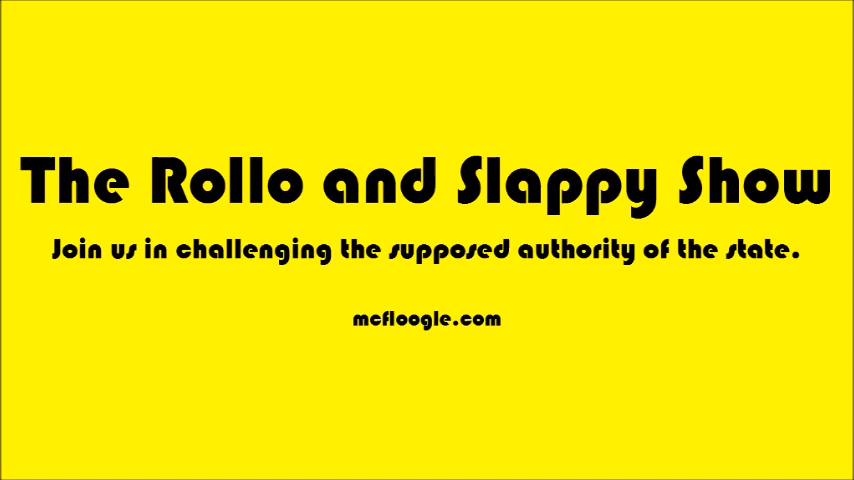 The Rollo and Slappy Show
Join us in challenging the supposed authority of the state.
mcfloogle.com